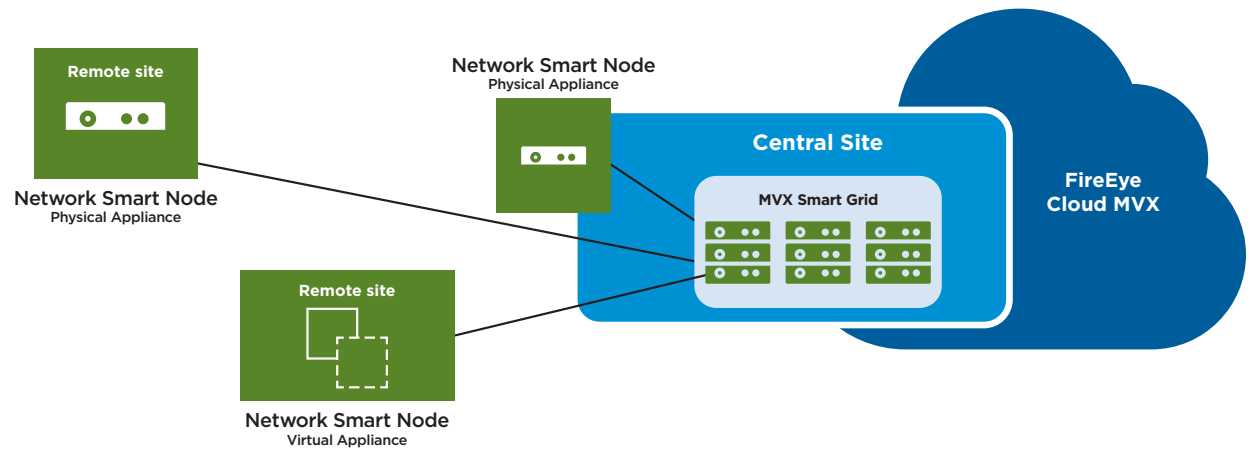 Remote site
Network Smart Node
Physical Appliance
Network Smart Node
Physical Appliance
Central Site
MVX Smart Grid
FireEye
Cloud MVX
Remote site
Network Smart Node
Virtual Appliance